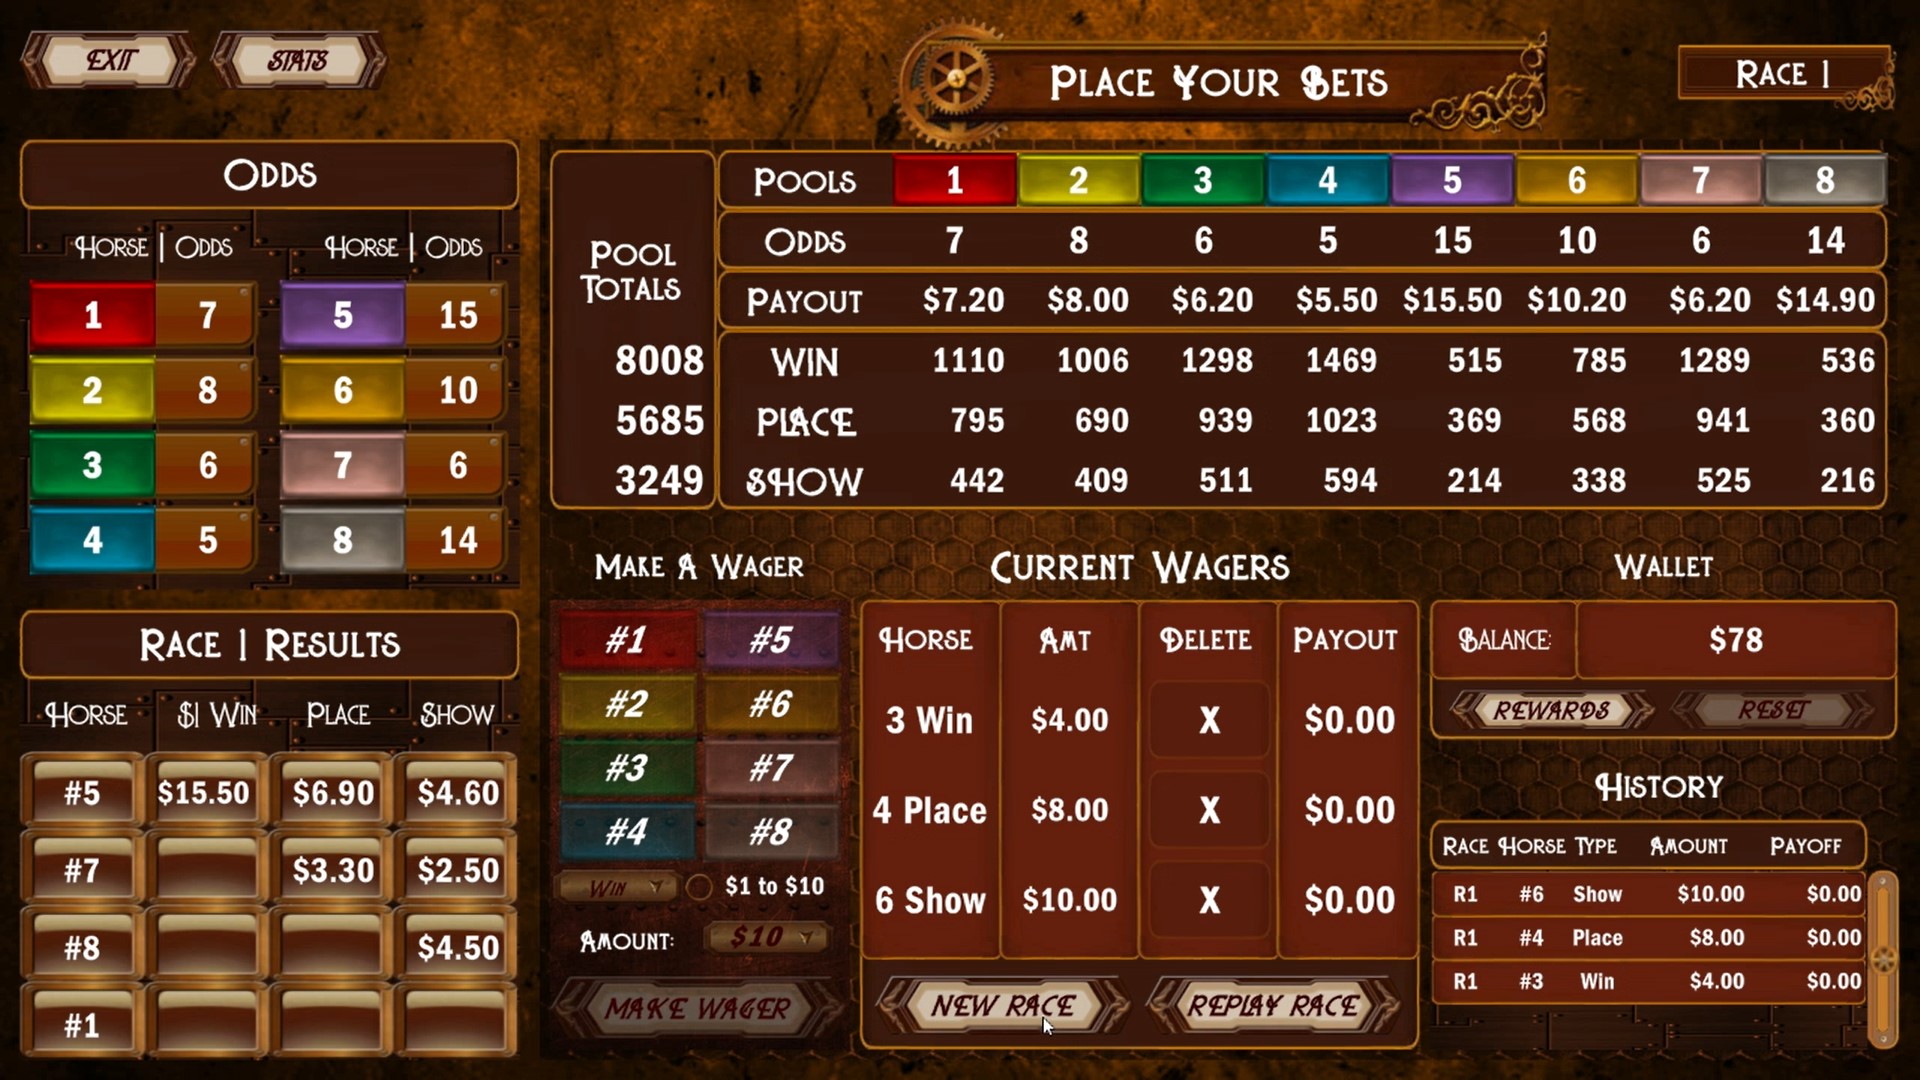 EXIT STATS
PLACE YOUR BETS
RACE 1
ODDS
HORSE | ODDS HORSE | ODDS
1 7 5 15
2 8 6 10
3 6 7 6
4 5 8 14
POOL TOTALS
8008
5685
3249
POOLS 1 2 3 4 5 6 7 8
ODDS 7 8 6 5 15 10 6 14
PAYOUT $7.20 $8.00 $6.20 $5.50 $15.50 $10.20 $6.20 $14.90
WIN 1110 1006 1298 1469 515 785 1289 536
PLACE 795 690 939 1023 369 568 941 360
SHOW 442 409 511 594 214 338 525 216
RACE 1 RESULTS
HORSE $1 WIN PLACE SHOW
#5 $15.50 $6.90 $4.60
#7 $3.30 $2.50
#8 $4.50
#1
MAKE A WAGER
#1 #5
#2 #6
#3 #7
#4 #8
WIN $1 to $10
AMOUNT: $10
MAKE WAGER
CURRENT WAGERS
HORSE AMT DELETE PAYOUT
3 Win $4.00 X $0.00
4 Place $8.00 X $0.00
6 Show $10.00 X $0.00
NEW RACE REPLAY RACE
WALLET
BALANCE: $78
REWARDS RESET
HISTORY
RACE HORSE TYPE AMOUNT PAYOFF
R1 #6 Show $10.00 $0.00
R1 #4 Place $8.00 $0.00
R1 #3 Win $4.00 $0.00